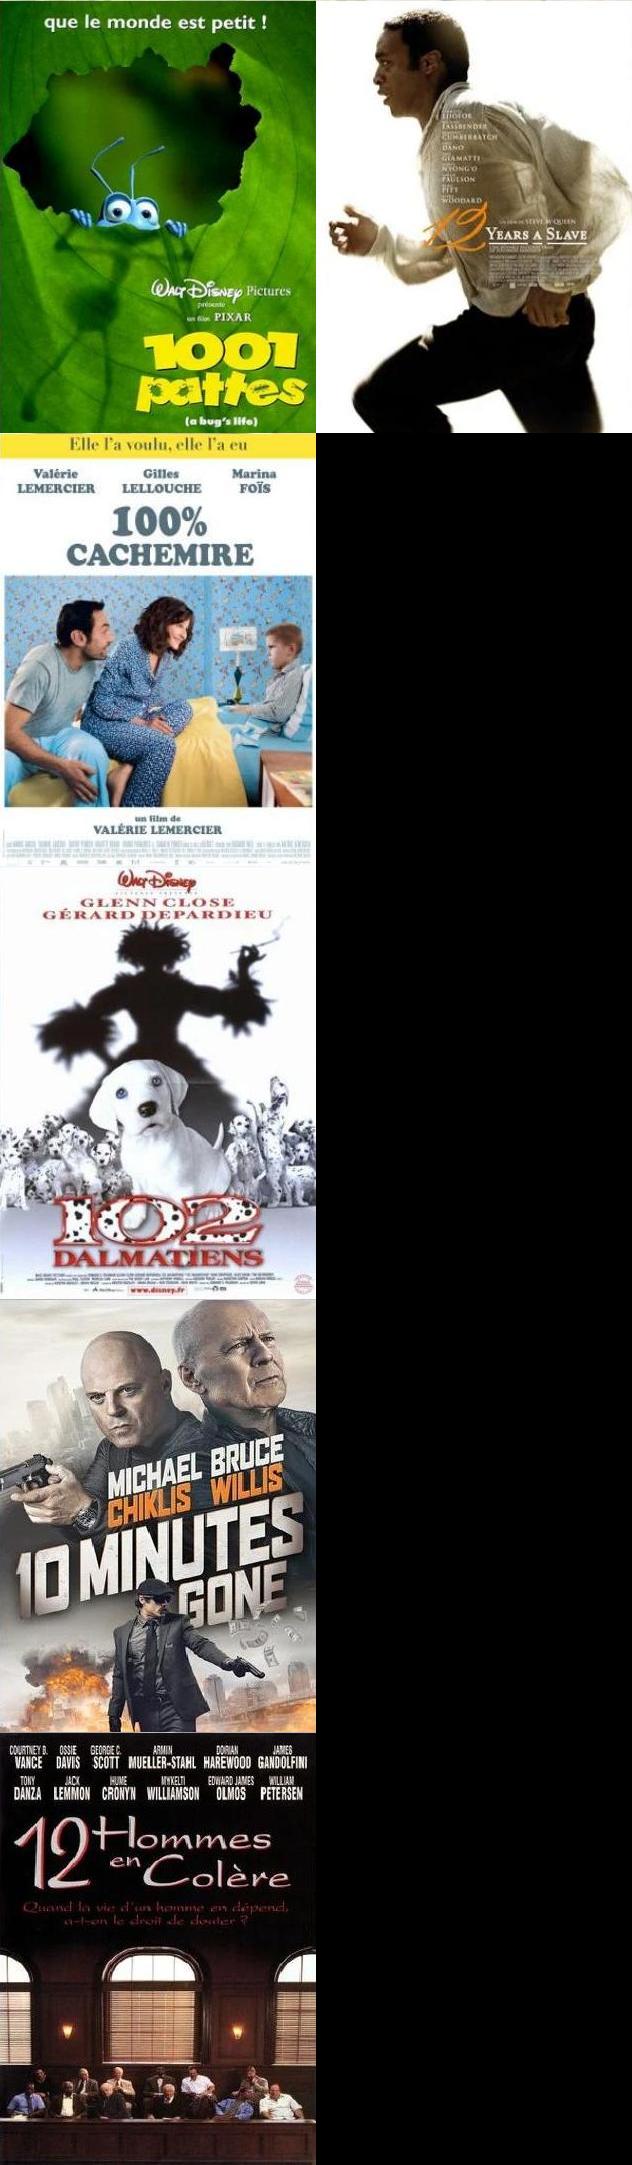 que le monde est petit !
WALT DISNEY Pictures
présente
un film PIXAR
1001
pattes
(a bug's life)
EJIOFOR
FASSBENDER
CUMBERBATCH
DANO
GIAMATTI
NYONG'O
PAULSON
PITT
WOODARD
UN FILM DE STEVE MCQUEEN
12 YEARS A SLAVE
Elle l'a voulu, elle l'a eu
Valérie LEMERCIER
Gilles LELLOUCHE
Marina FOÏS
100%
CACHEMIRE
un film de
VALÉRIE LEMERCIER
WALT DISNEY
GLENN CLOSE
GÉRARD DEPARDIEU
102
DALMATIENS
www.disney.fr
MICHAEL CHIKLIS
BRUCE WILLIS
10 MINUTES
GONE
COURTNEY B. VANCE
OSSIE DAVIS
GEORGE C. SCOTT
ARMIN MUELLER-STAHL
DORIAN HAREWOOD
JAMES GANDOLFINI
TONY DANZA
JACK LEMMON
HUME CRONYN
MYKELTI WILLIAMSON
EDWARD JAMES OLMOS
WILLIAM PETERSEN
12 Hommes
en Colère
Quand la vie d'un homme en dépend,
a-t-on le droit de douter ?